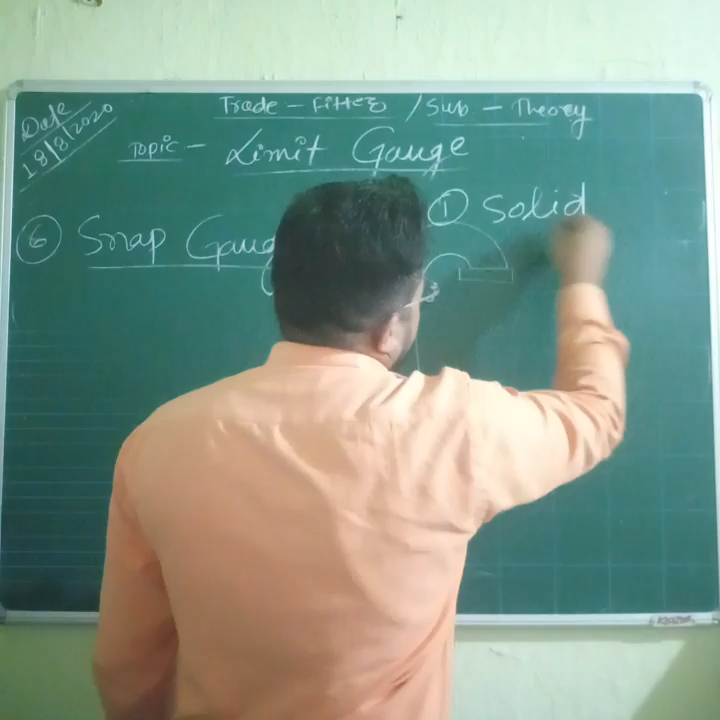 Date
18/8/2020
Trade - Fitter / Sub - Theory
Topic - Limit Gauge
① Solid
⑥ Snap Gaug